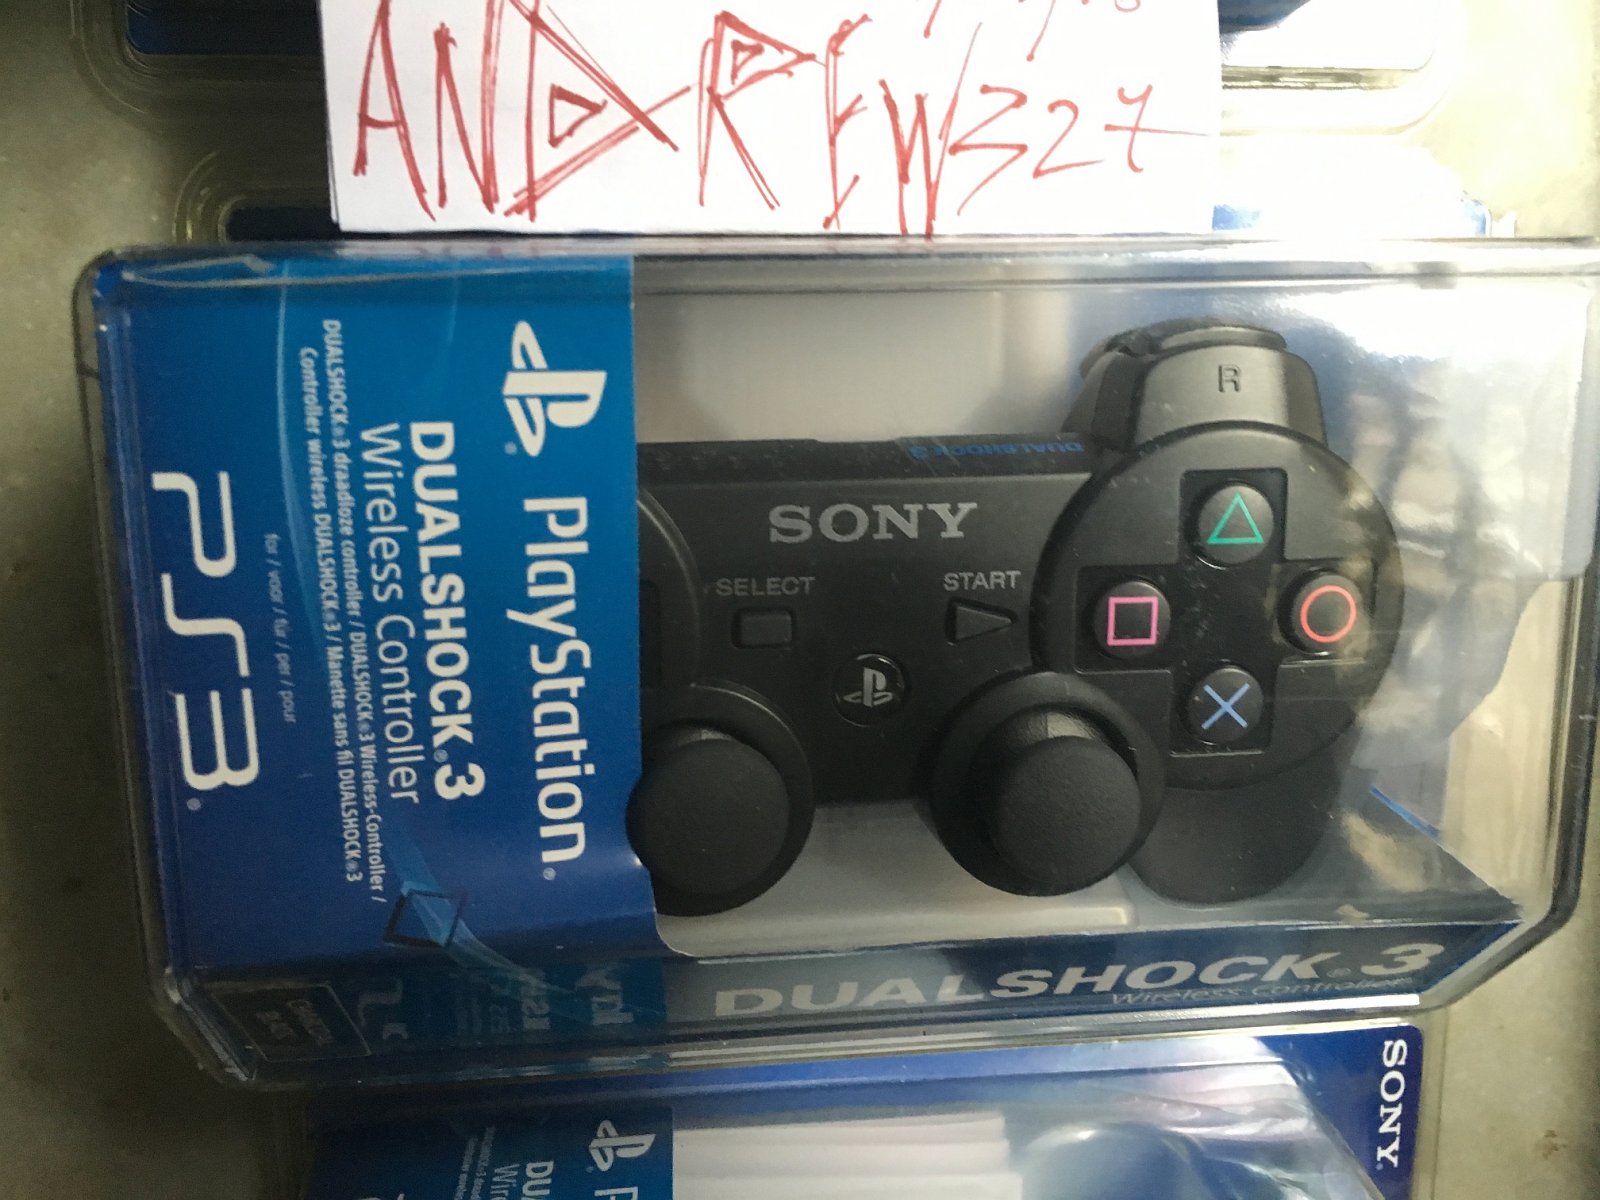 ANDREW327
PlayStation®
DUALSHOCK®3
Wireless Controller
DUALSHOCK®3 draadloze controller / DUALSHOCK®3 Wireless-Controller /
Controller wireless DUALSHOCK®3 / Manette sans fil DUALSHOCK®3
for / voor / für / per / pour
PS3®
R
DUALSHOCK 3
SONY
SELECT
START
DUALSHOCK®3
Wireless Controller
SONY